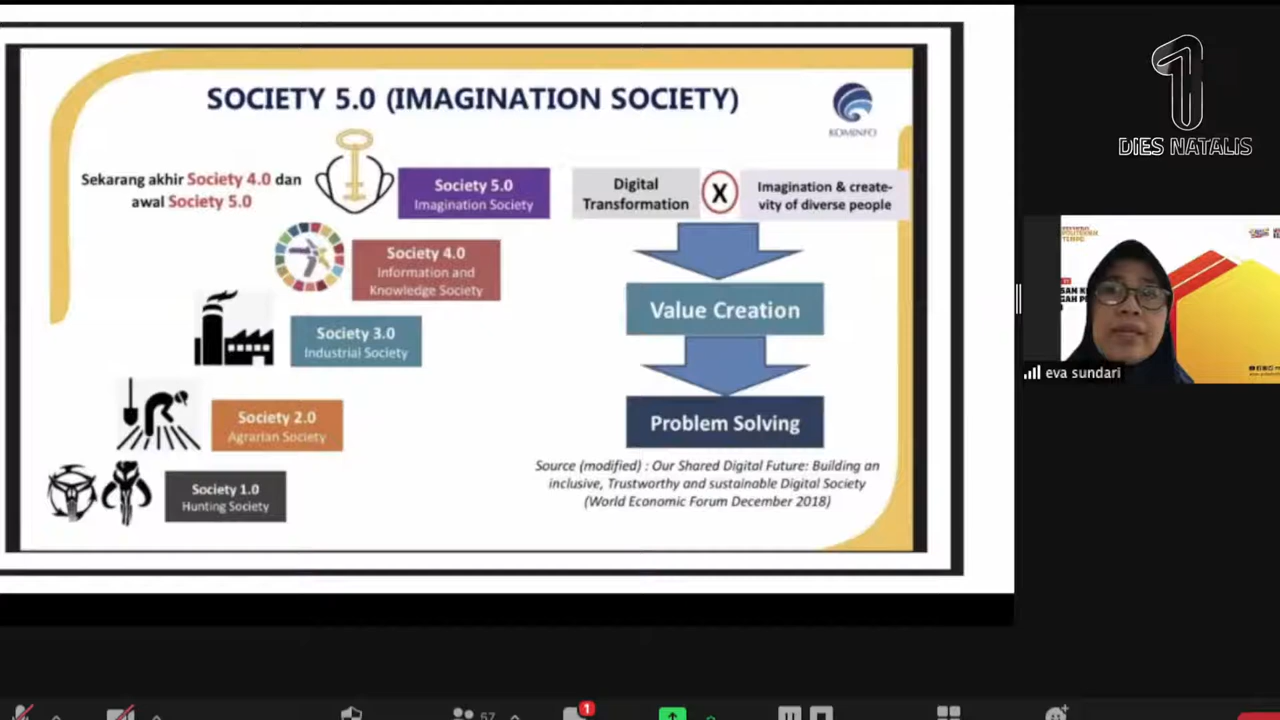 SOCIETY 5.0 (IMAGINATION SOCIETY)
KOMINFO
Sekarang akhir Society 4.0 dan
awal Society 5.0
Society 5.0
Imagination Society
Digital
Transformation
X
Imagination & create-
vity of diverse people
Society 4.0
Information and
Knowledge Society
Value Creation
Society 3.0
Industrial Society
Problem Solving
Society 2.0
Agrarian Society
Society 1.0
Hunting Society
Source (modified) : Our Shared Digital Future: Building an
inclusive, Trustworthy and sustainable Digital Society
(World Economic Forum December 2018)
1
DIES NATALIS
eva sundari
57
1